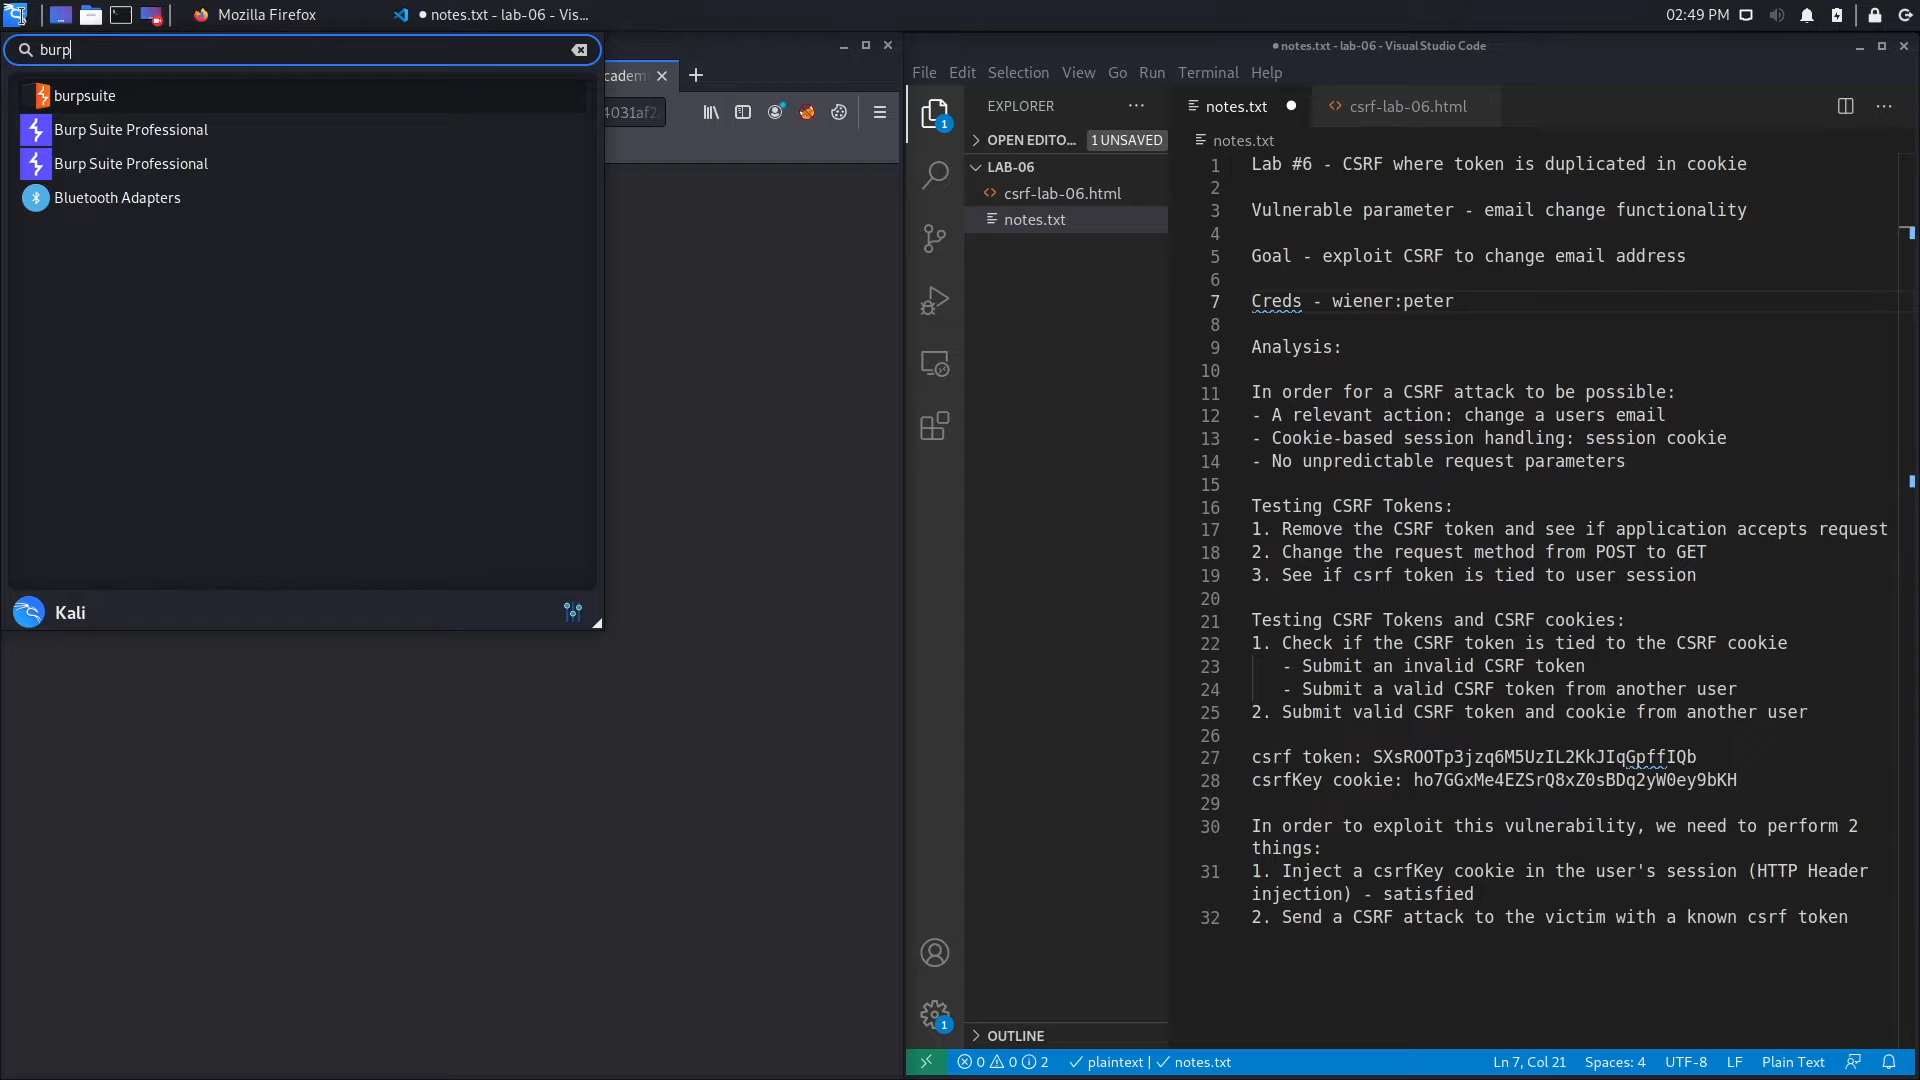 Mozilla Firefox
notes.txt - lab-06 - Vis...
02:49 PM
burp
burpsuite
Burp Suite Professional
Burp Suite Professional
Bluetooth Adapters
Kali
4031af2
notes.txt - lab-06 - Visual Studio Code
File Edit Selection View Go Run Terminal Help
EXPLORER
OPEN EDITO... 1 UNSAVED
LAB-06
csrf-lab-06.html
notes.txt
OUTLINE
1
1
notes.txt csrf-lab-06.html
notes.txt
1 Lab #6 - CSRF where token is duplicated in cookie
2
3 Vulnerable parameter - email change functionality
4
5 Goal - exploit CSRF to change email address
6
7 Creds - wiener:peter
8
9 Analysis:
10
11 In order for a CSRF attack to be possible:
12 - A relevant action: change a users email
13 - Cookie-based session handling: session cookie
14 - No unpredictable request parameters
15
16 Testing CSRF Tokens:
17 1. Remove the CSRF token and see if application accepts request
18 2. Change the request method from POST to GET
19 3. See if csrf token is tied to user session
20
21 Testing CSRF Tokens and CSRF cookies:
22 1. Check if the CSRF token is tied to the CSRF cookie
23 - Submit an invalid CSRF token
24 - Submit a valid CSRF token from another user
25 2. Submit valid CSRF token and cookie from another user
26
27 csrf token: SXsROOTp3jzq6M5UzIL2KkJIqGpffIQb
28 csrfKey cookie: ho7GGxMe4EZSrQ8xZ0sBDq2yW0ey9bKH
29
30 In order to exploit this vulnerability, we need to perform 2
things:
31 1. Inject a csrfKey cookie in the user's session (HTTP Header
injection) - satisfied
32 2. Send a CSRF attack to the victim with a known csrf token
0 0 2 plaintext | notes.txt Ln 7, Col 21 Spaces: 4 UTF-8 LF Plain Text